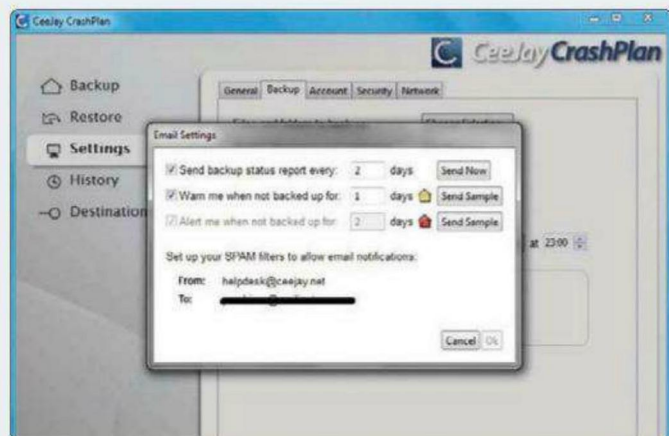 CeeJay CrashPlan
CeeJay CrashPlan
Backup
General Backup Account Security Network
Restore
Settings
Email Settings
Send backup status report every: 2 days Send Now
History
Warn me when not backed up for: 1 days Send Sample
Destination
Alert me when not backed up for: 2 days Send Sample
at 23:00
Set up your SPAM filters to allow email notifications:
From: helpdesk@ceejay.net
To:
Cancel Ok